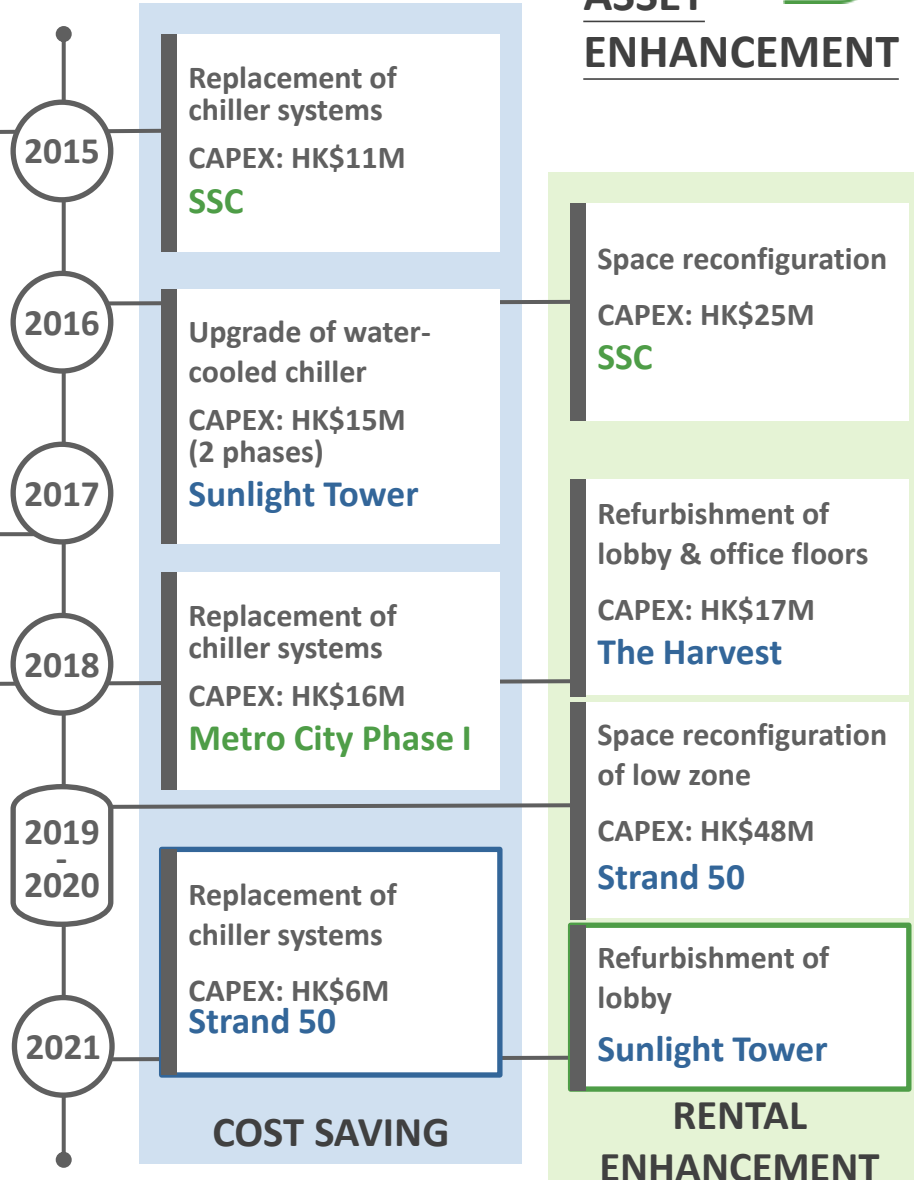 ASSET
ENHANCEMENT
2015
Replacement of
chiller systems
CAPEX: HK$11M
SSC
2016
Upgrade of water-
cooled chiller
CAPEX: HK$15M
(2 phases)
Sunlight Tower
Space reconfiguration
CAPEX: HK$25M
SSC
2017
2018
Replacement of
chiller systems
CAPEX: HK$16M
Metro City Phase I
Refurbishment of
lobby & office floors
CAPEX: HK$17M
The Harvest
2019
-
2020
Space reconfiguration
of low zone
CAPEX: HK$48M
Strand 50
2021
Replacement of
chiller systems
CAPEX: HK$6M
Strand 50
Refurbishment of
lobby
Sunlight Tower
COST SAVING
RENTAL
ENHANCEMENT